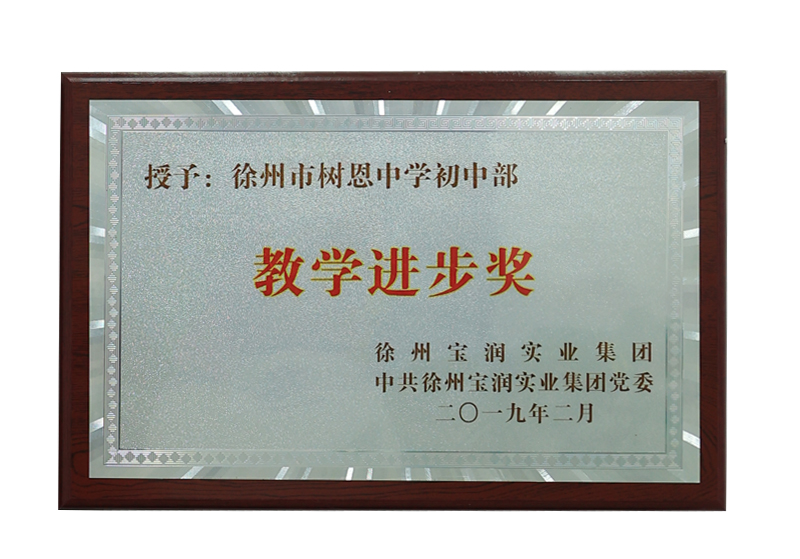 授予：徐州市树恩中学初中部
教学进步奖
徐州宝润实业集团
中共徐州宝润实业集团党委
二〇一九年二月